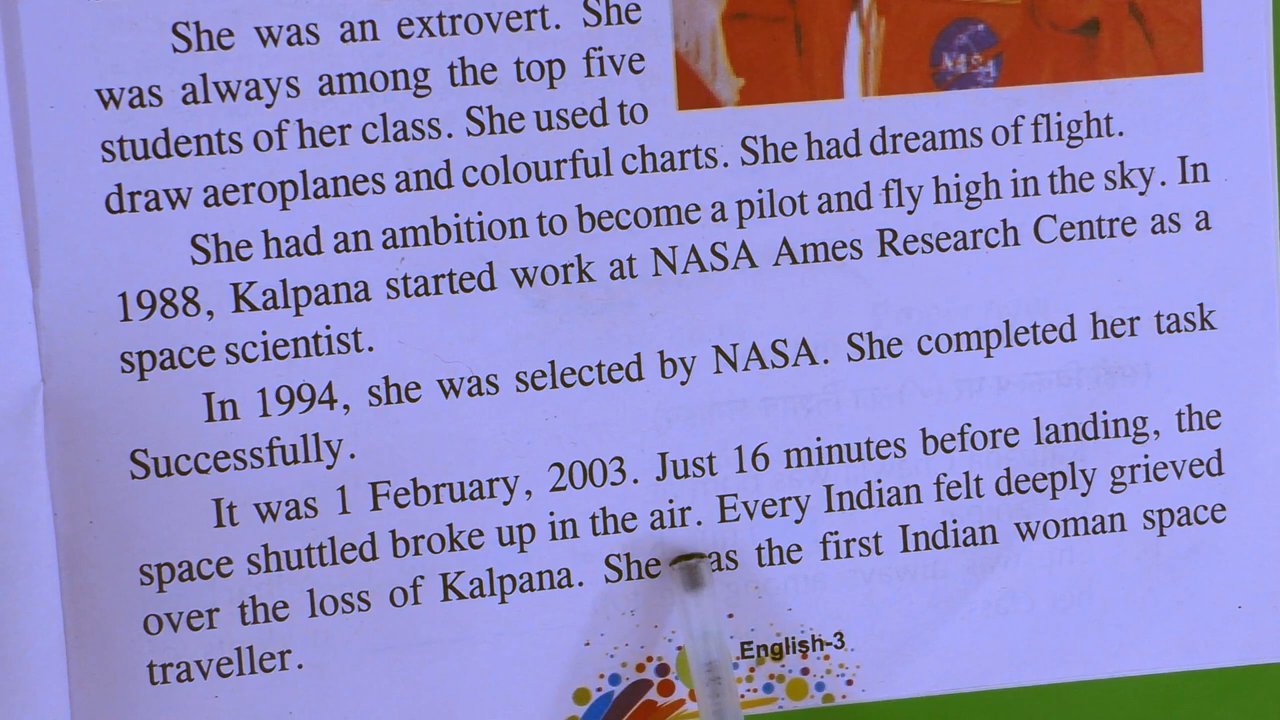 She was an extrovert. She
was always among the top five
students of her class. She used to
draw aeroplanes and colourful charts. She had dreams of flight.
She had an ambition to become a pilot and fly high in the sky. In
1988, Kalpana started work at NASA Ames Research Centre as a
space scientist.
In 1994, she was selected by NASA. She completed her task
Successfully.
It was 1 February, 2003. Just 16 minutes before landing, the
space shuttled broke up in the air. Every Indian felt deeply grieved
over the loss of Kalpana. She was the first Indian woman space
traveller.
English-3
NASA